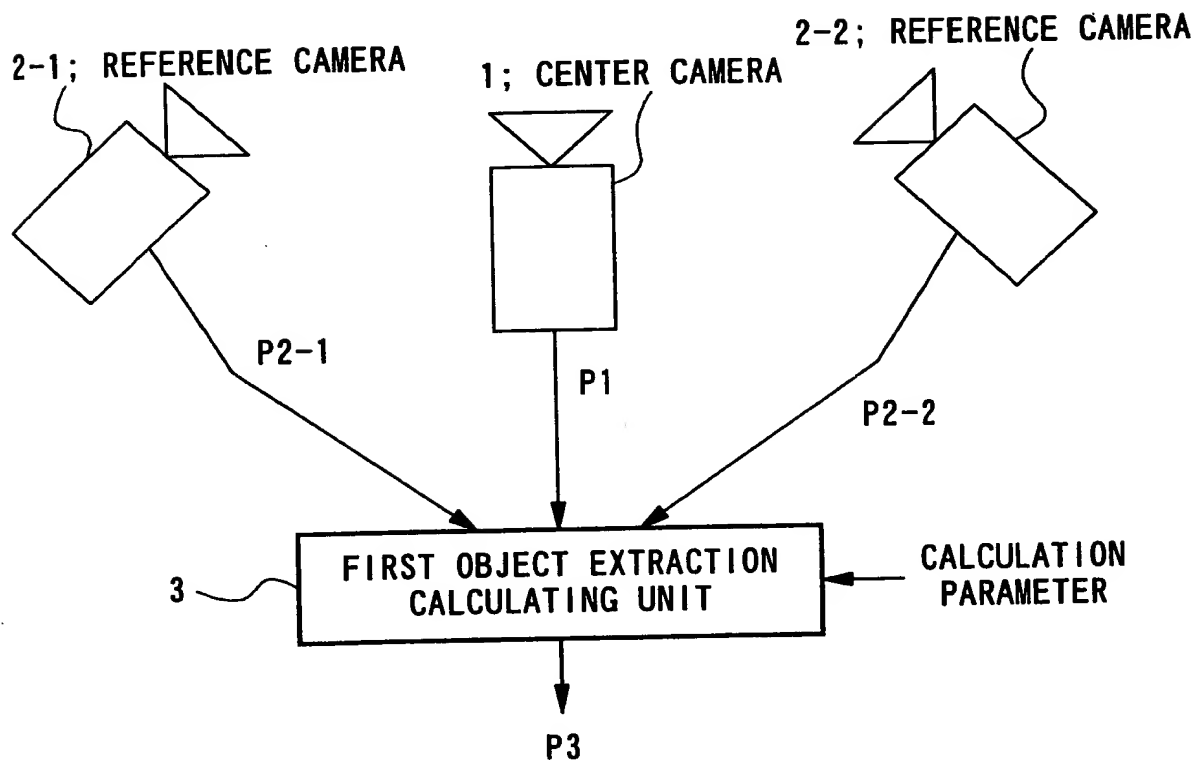 2-1; REFERENCE CAMERA
1; CENTER CAMERA
2-2; REFERENCE CAMERA
P2-1
P1
P2-2
3
FIRST OBJECT EXTRACTION
CALCULATING UNIT
CALCULATION
PARAMETER
P3